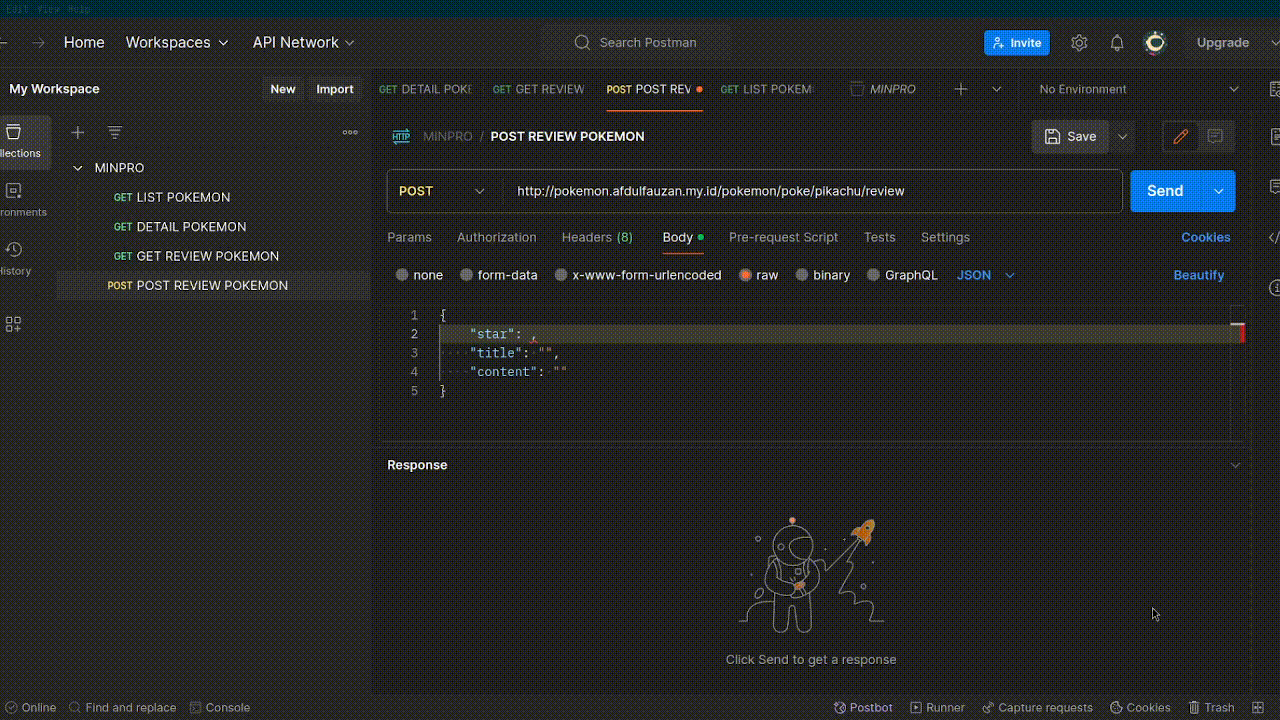 Edit View Help
Home Workspaces API Network Search Postman Invite Upgrade
My Workspace New Import GET DETAIL POKE GET GET REVIEW POST POST REV GET LIST POKEM MINPRO No Environment
HTTP MINPRO / POST REVIEW POKEMON Save
llections
MINPRO
GET LIST POKEMON
POST http://pokemon.afdulfauzan.my.id/pokemon/poke/pikachu/review Send
ronments
GET DETAIL POKEMON
Params Authorization Headers (8) Body Pre-request Script Tests Settings Cookies
GET GET REVIEW POKEMON
History
none form-data x-www-form-urlencoded raw binary GraphQL JSON Beautify
POST POST REVIEW POKEMON
1 {
2 "star": ,
3 "title": "",
4 "content": ""
5 }
Response
Click Send to get a response
Online Find and replace Console Postbot Runner Capture requests Cookies Trash